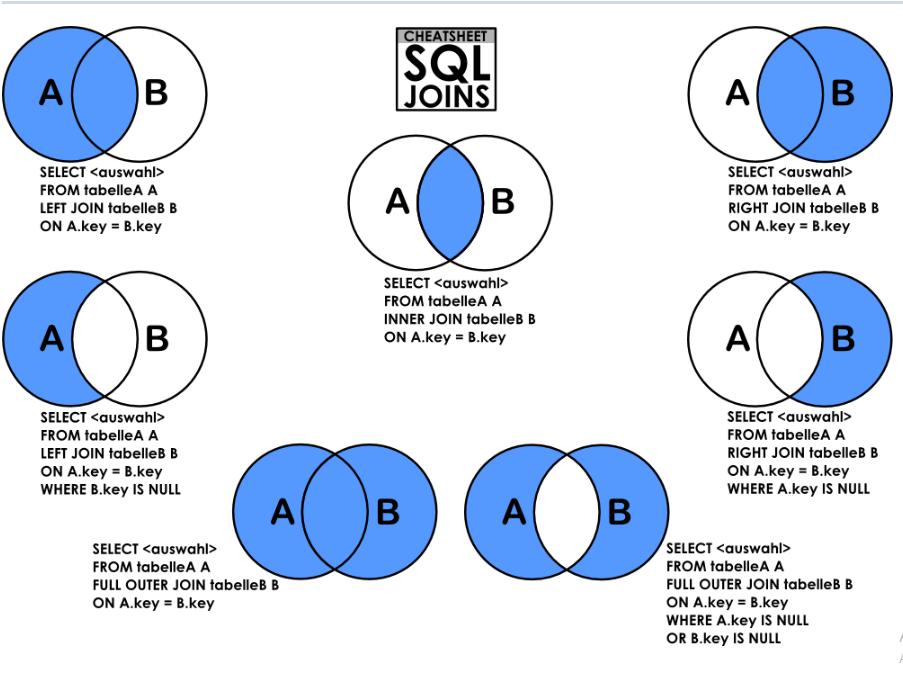 CHEATSHEET
SQL
JOINS
A B
SELECT <auswahl>
FROM tabelleA A
LEFT JOIN tabelleB B
ON A.key = B.key
A B
SELECT <auswahl>
FROM tabelleA A
RIGHT JOIN tabelleB B
ON A.key = B.key
A B
SELECT <auswahl>
FROM tabelleA A
INNER JOIN tabelleB B
ON A.key = B.key
A B
SELECT <auswahl>
FROM tabelleA A
LEFT JOIN tabelleB B
ON A.key = B.key
WHERE B.key IS NULL
A B
SELECT <auswahl>
FROM tabelleA A
RIGHT JOIN tabelleB B
ON A.key = B.key
WHERE A.key IS NULL
A B
SELECT <auswahl>
FROM tabelleA A
FULL OUTER JOIN tabelleB B
ON A.key = B.key
A B
SELECT <auswahl>
FROM tabelleA A
FULL OUTER JOIN tabelleB B
ON A.key = B.key
WHERE A.key IS NULL
OR B.key IS NULL